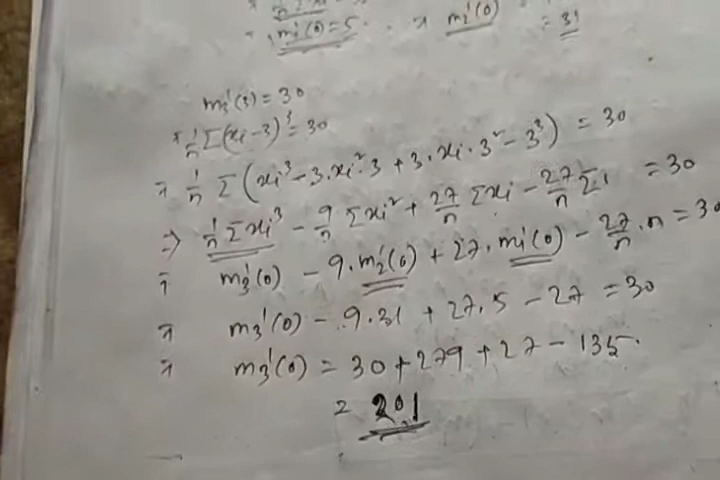 m₁'(0) = 5. ⇒ m₂'(0) = 31
m₃'(3) = 30
⇒ 1/n Σ(xi-3)³ = 30
⇒ 1/n Σ (xi³ - 3.xi².3 + 3.xi.3² - 3³) = 30
⇒ 1/n Σxi³ - 9/n Σxi² + 27/n Σxi - 27/n Σ1 = 30
⇒ m₃'(0) - 9.m₂'(0) + 27.m₁'(0) - 27/n .n = 30
⇒ m₃'(0) - 9.31 + 27.5 - 27 = 30
⇒ m₃'(0) = 30 + 279 + 27 - 135.
= 201